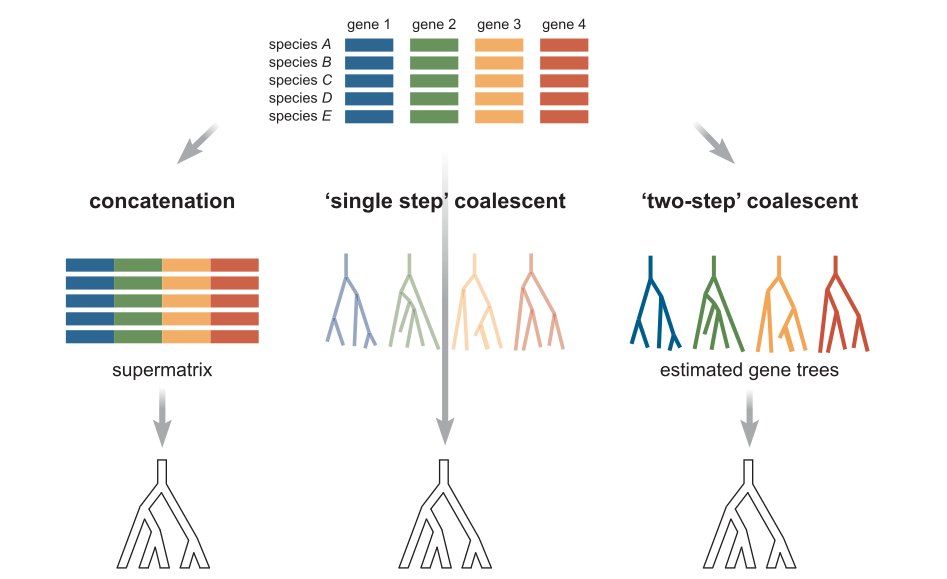 gene 1 gene 2 gene 3 gene 4
species A
species B
species C
species D
species E
concatenation
‘single step’ coalescent
‘two-step’ coalescent
supermatrix
estimated gene trees